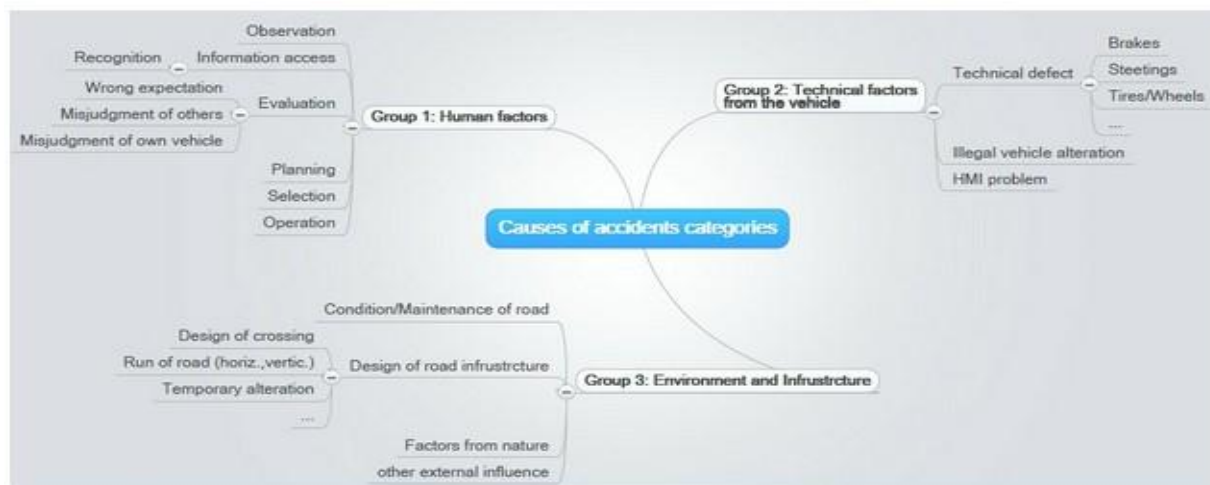 Observation
Recognition
Information access
Wrong expectation
Misjudgment of others
Misjudgment of own vehicle
Evaluation
Planning
Selection
Operation
Group 1: Human factors
Group 2: Technical factors
from the vehicle
Technical defect
Brakes
Steetings
Tires/Wheels
....
Illegal vehicle alteration
HMI problem
Causes of accidents categories
Condition/Maintenance of road
Design of crossing
Run of road (horiz.,vertic.)
Temporary alteration
...
Design of road infrustrcture
Group 3: Environment and Infrustrcture
Factors from nature
other external influence